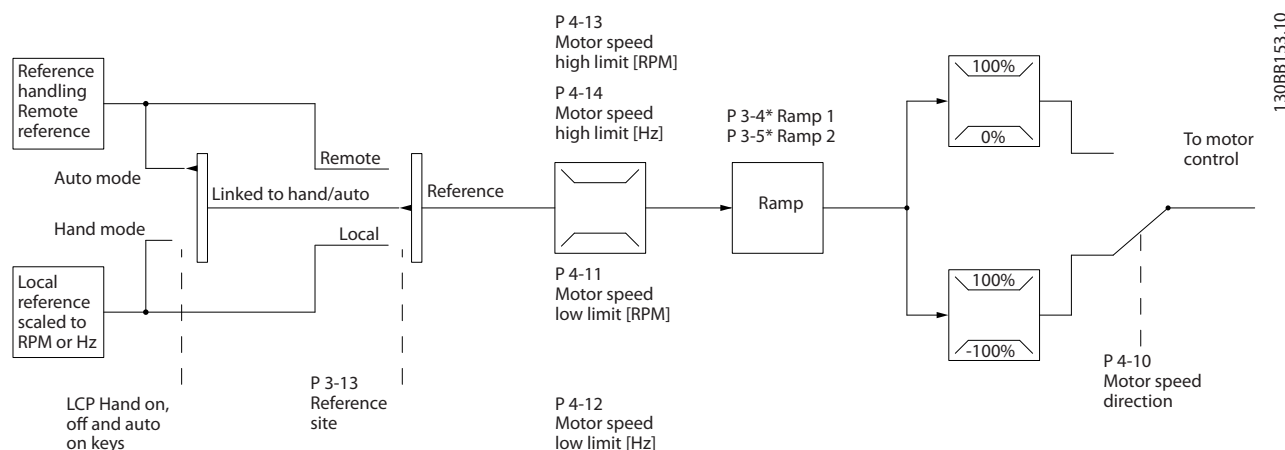 P 4-13
Motor speed
high limit [RPM]
P 4-14
Motor speed
high limit [Hz]
130BB153.10
Reference
handling
Remote
reference
P 3-4* Ramp 1
P 3-5* Ramp 2
100%
0%
To motor
control
Remote
Auto mode
Linked to hand/auto
Reference
Ramp
Hand mode
Local
Local
reference
scaled to
RPM or Hz
P 4-11
Motor speed
low limit [RPM]
100%
-100%
P 4-10
Motor speed
direction
LCP Hand on,
off and auto
on keys
P 3-13
Reference
site
P 4-12
Motor speed
low limit [Hz]